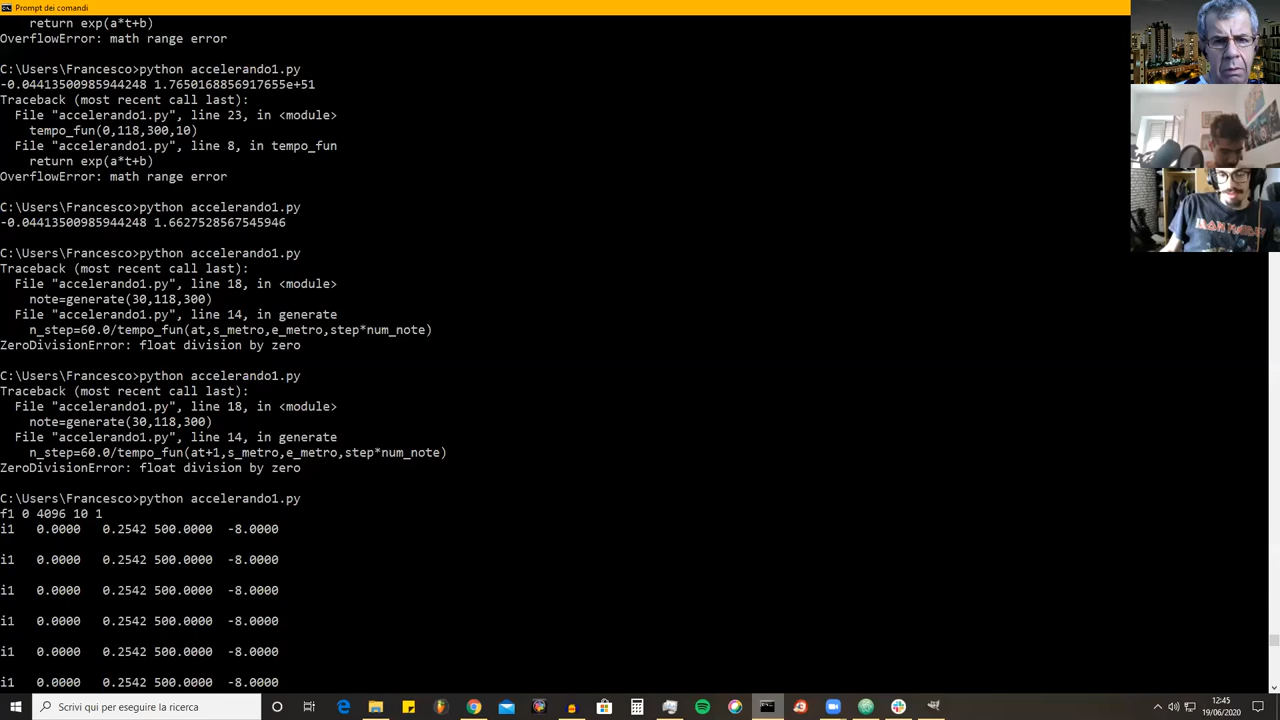 Prompt dei comandi
return exp(a*t+b)
OverflowError: math range error
C:\Users\Francesco>python accelerando1.py
-0.04413500985944248 1.7650168856917655e+51
Traceback (most recent call last):
File "accelerando1.py", line 23, in <module>
tempo_fun(0,118,300,10)
File "accelerando1.py", line 8, in tempo_fun
return exp(a*t+b)
OverflowError: math range error
C:\Users\Francesco>python accelerando1.py
-0.04413500985944248 1.6627528567545946
C:\Users\Francesco>python accelerando1.py
Traceback (most recent call last):
File "accelerando1.py", line 18, in <module>
note=generate(30,118,300)
File "accelerando1.py", line 14, in generate
n_step=60.0/tempo_fun(at,s_metro,e_metro,step*num_note)
ZeroDivisionError: float division by zero
C:\Users\Francesco>python accelerando1.py
Traceback (most recent call last):
File "accelerando1.py", line 18, in <module>
note=generate(30,118,300)
File "accelerando1.py", line 14, in generate
n_step=60.0/tempo_fun(at+1,s_metro,e_metro,step*num_note)
ZeroDivisionError: float division by zero
C:\Users\Francesco>python accelerando1.py
f1 0 4096 10 1
i1 0.0000 0.2542 500.0000 -8.0000
i1 0.0000 0.2542 500.0000 -8.0000
i1 0.0000 0.2542 500.0000 -8.0000
i1 0.0000 0.2542 500.0000 -8.0000
i1 0.0000 0.2542 500.0000 -8.0000
i1 0.0000 0.2542 500.0000 -8.0000
Scrivi qui per eseguire la ricerca
12:45
19/06/2020